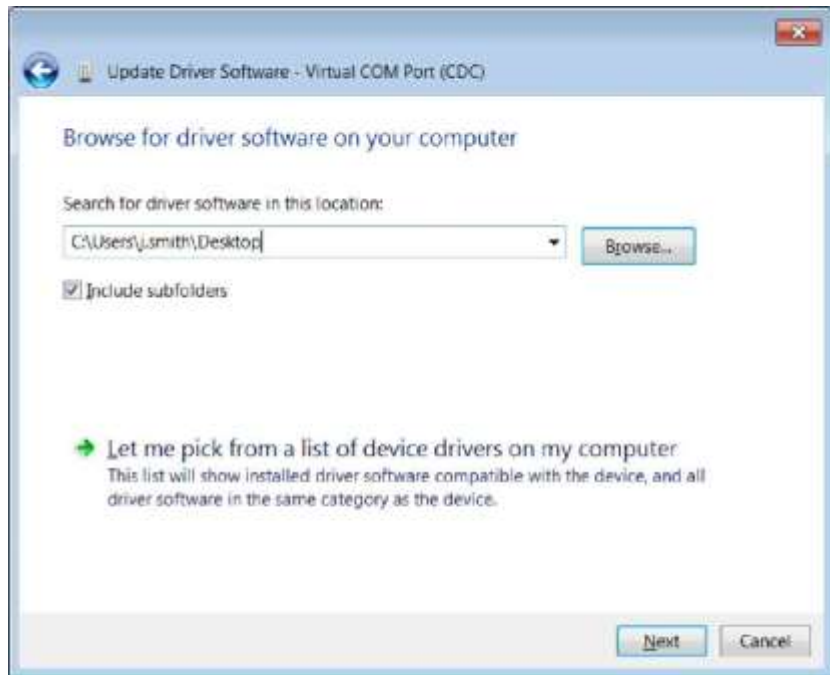 Update Driver Software - Virtual COM Port (CDC)
Browse for driver software on your computer
Search for driver software in this location:
C:\Users\j.smith\Desktop
Browse...
Include subfolders
Let me pick from a list of device drivers on my computer
This list will show installed driver software compatible with the device, and all
driver software in the same category as the device.
Next
Cancel